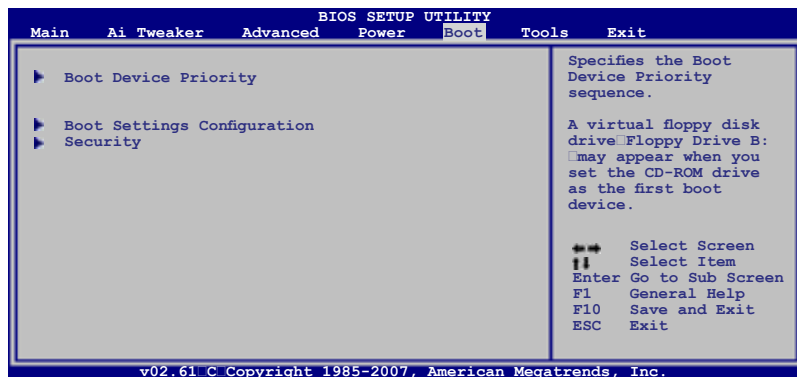 BIOS SETUP UTILITY
Main Ai Tweaker Advanced Power Boot Tools Exit
Boot Device Priority
Boot Settings Configuration
Security
Specifies the Boot
Device Priority
sequence.
A virtual floppy disk
drive□Floppy Drive B:
□may appear when you
set the CD-ROM drive
as the first boot
device.
Select Screen
Select Item
Enter Go to Sub Screen
F1 General Help
F10 Save and Exit
ESC Exit
v02.61□C□Copyright 1985-2007, American Megatrends, Inc.